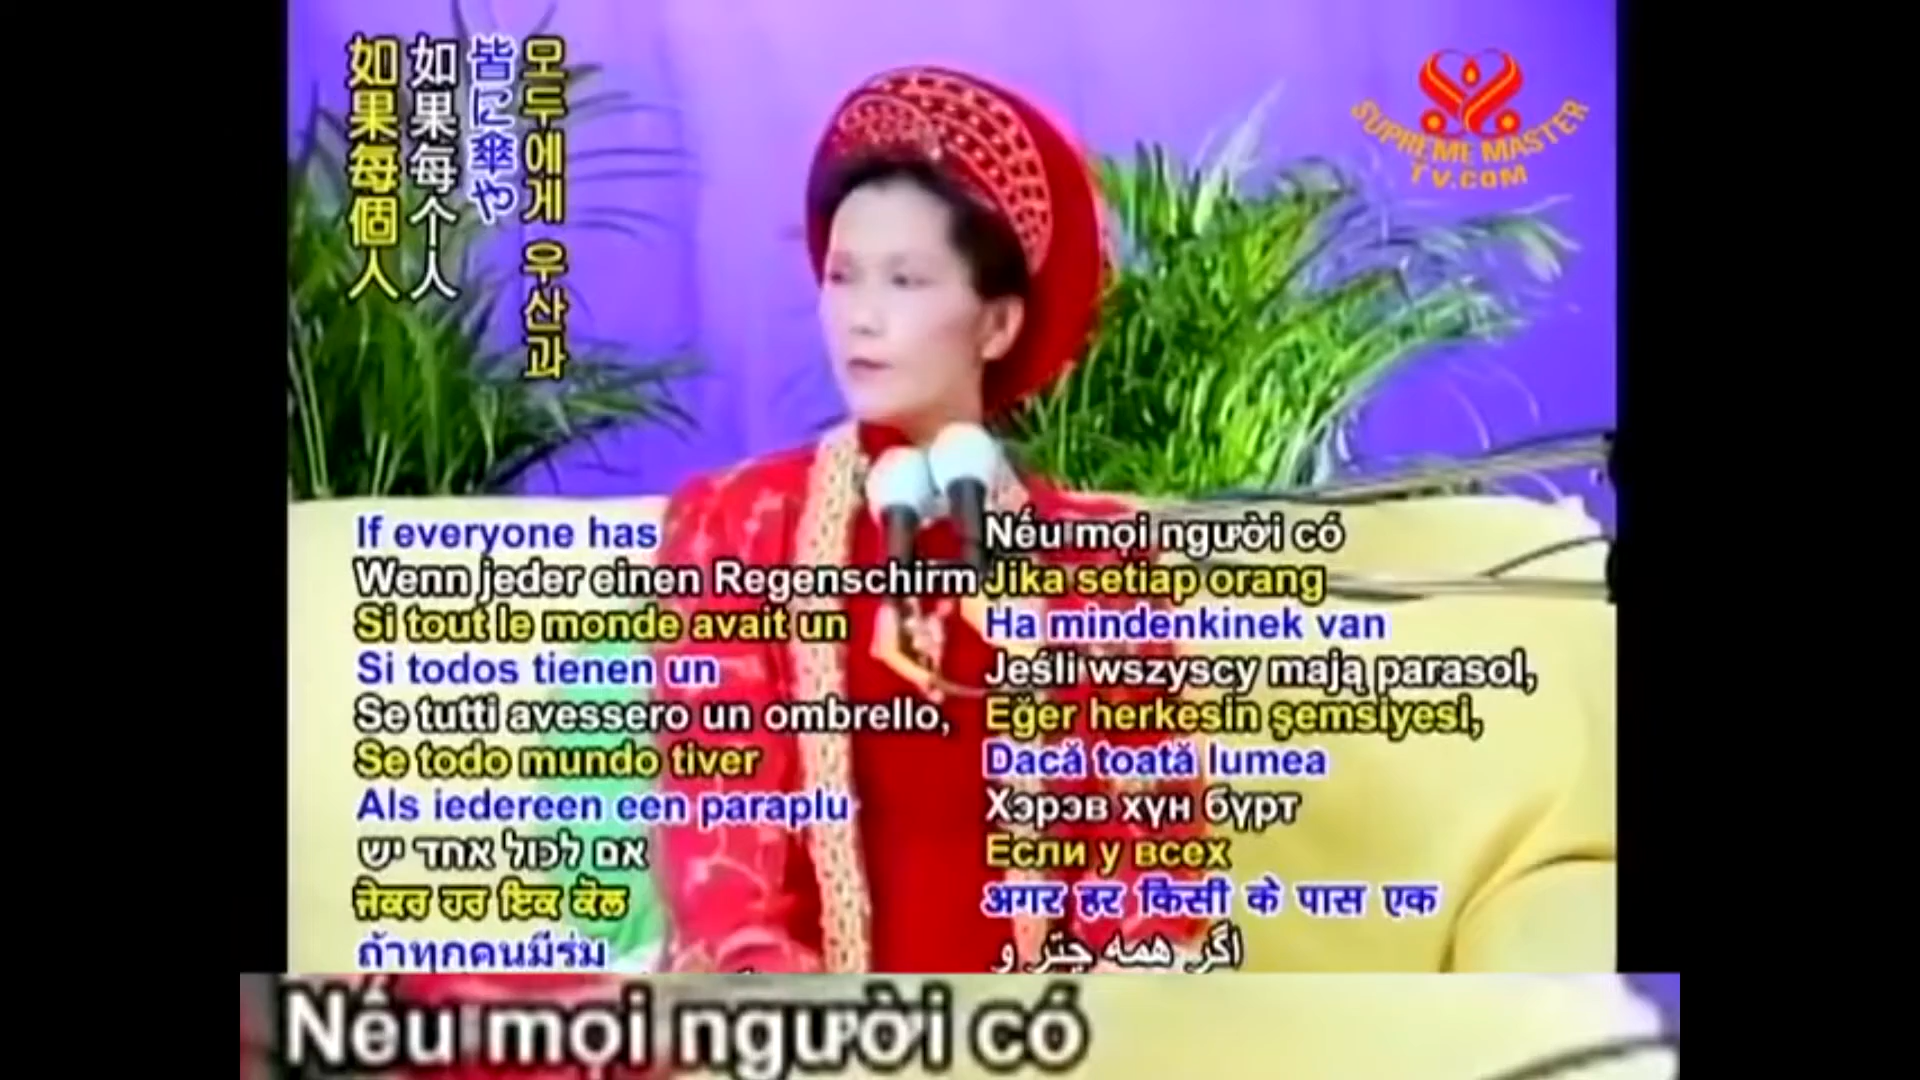 如果每個人
如果每个人
皆に傘や
모두에게 우산과
SUPREME MASTER
TV.COM
If everyone has
Wenn jeder einen Regenschirm
Si tout le monde avait un
Si todos tienen un
Se tutti avessero un ombrello,
Se todo mundo tiver
Als iedereen een paraplu
אם לכול אחד יש
ਜੇਕਰ ਹਰ ਇਕ ਕੋਲ
ถ้าทุกคนมีร่ม
Nếu mọi người có
Jika setiap orang
Ha mindenkinek van
Jeśli wszyscy mają parasol,
Eğer herkesin şemsiyesi,
Dacă toată lumea
Хэрэв хүн бүрт
Если у всех
अगर हर किसी के पास एक
اگر همه چتر و
Nếu mọi người có